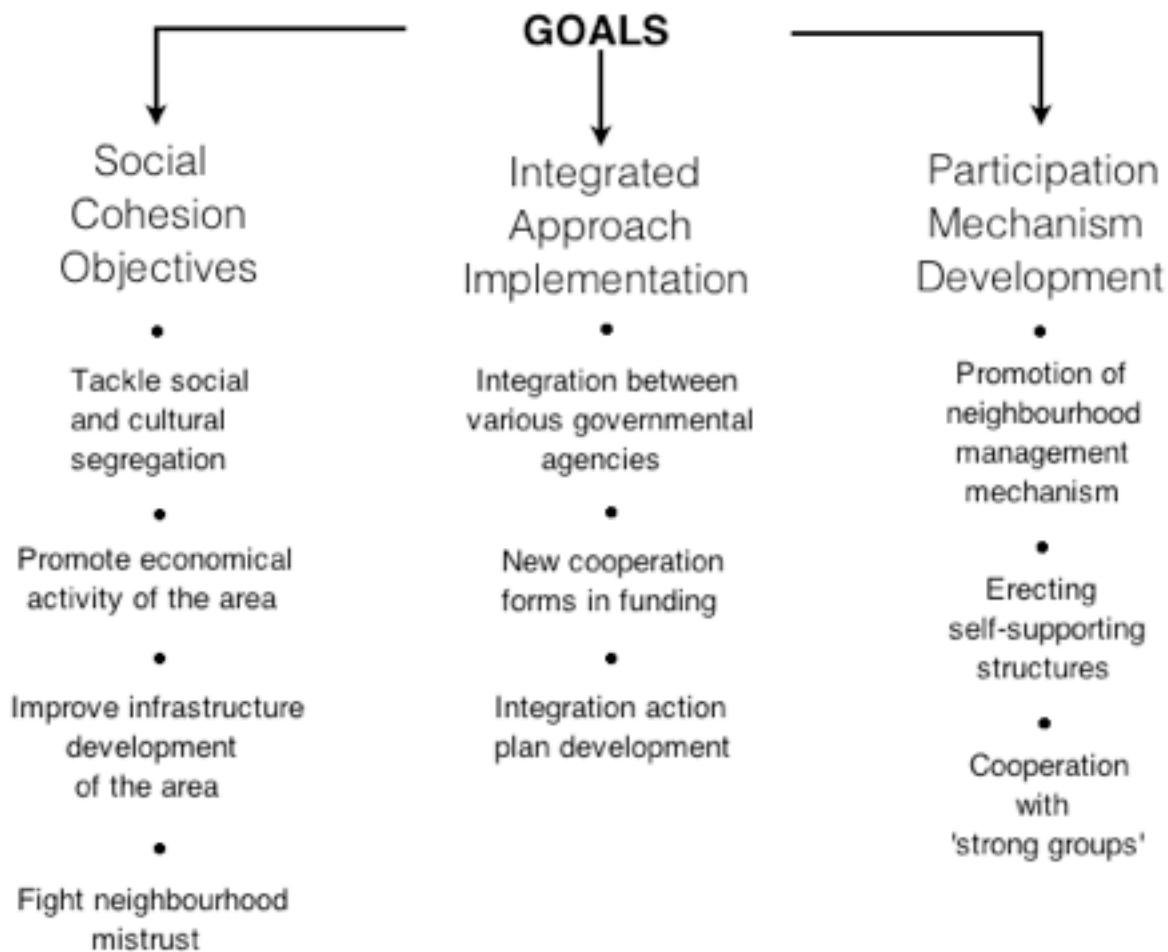 GOALS
Social
Cohesion
Objectives
•
Tackle social
and cultural
segregation
•
Promote economical
activity of the area
•
Improve infrastructure
development
of the area
•
Fight neighbourhood
mistrust
Integrated
Approach
Implementation
•
Integration between
various governmental
agencies
•
New cooperation
forms in funding
•
Integration action
plan development
Participation
Mechanism
Development
•
Promotion of
neighbourhood
management
mechanism
•
Erecting
self-supporting
structures
•
Cooperation
with
'strong groups'